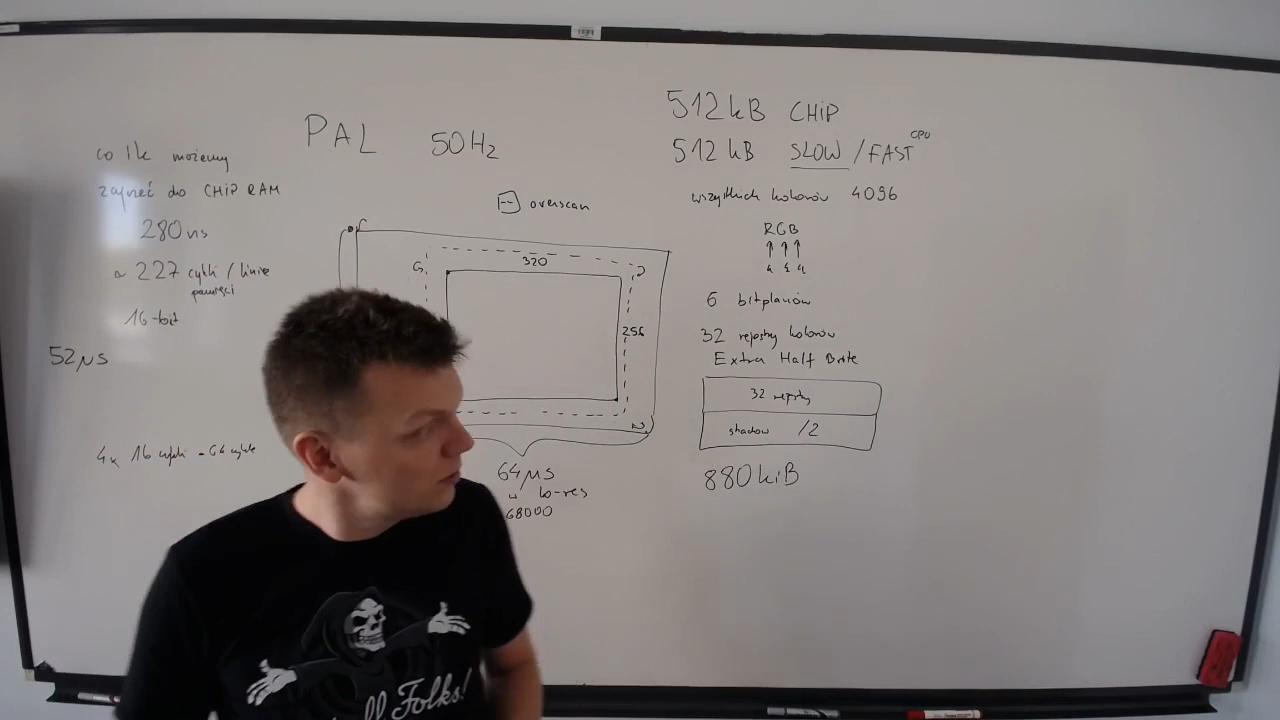 PAL 50Hz
co ile możemy
zajrzeć do CHIP RAM
280ns
~ 227 cykli / linie
pamięci
16-bit
52μs
4x 16 cykli = 64 cykle
overscan
G
D
320
256
64μs
w lo-res
68000
512 kB CHIP
512 kB SLOW / FAST CPU
wszystkich kolorów 4096
RGB
4 4 4
6 bitplanów
32 rejestry kolorów
Extra Half Brite
32 rejestry
shadow /2
880 kiB
ll Folks!